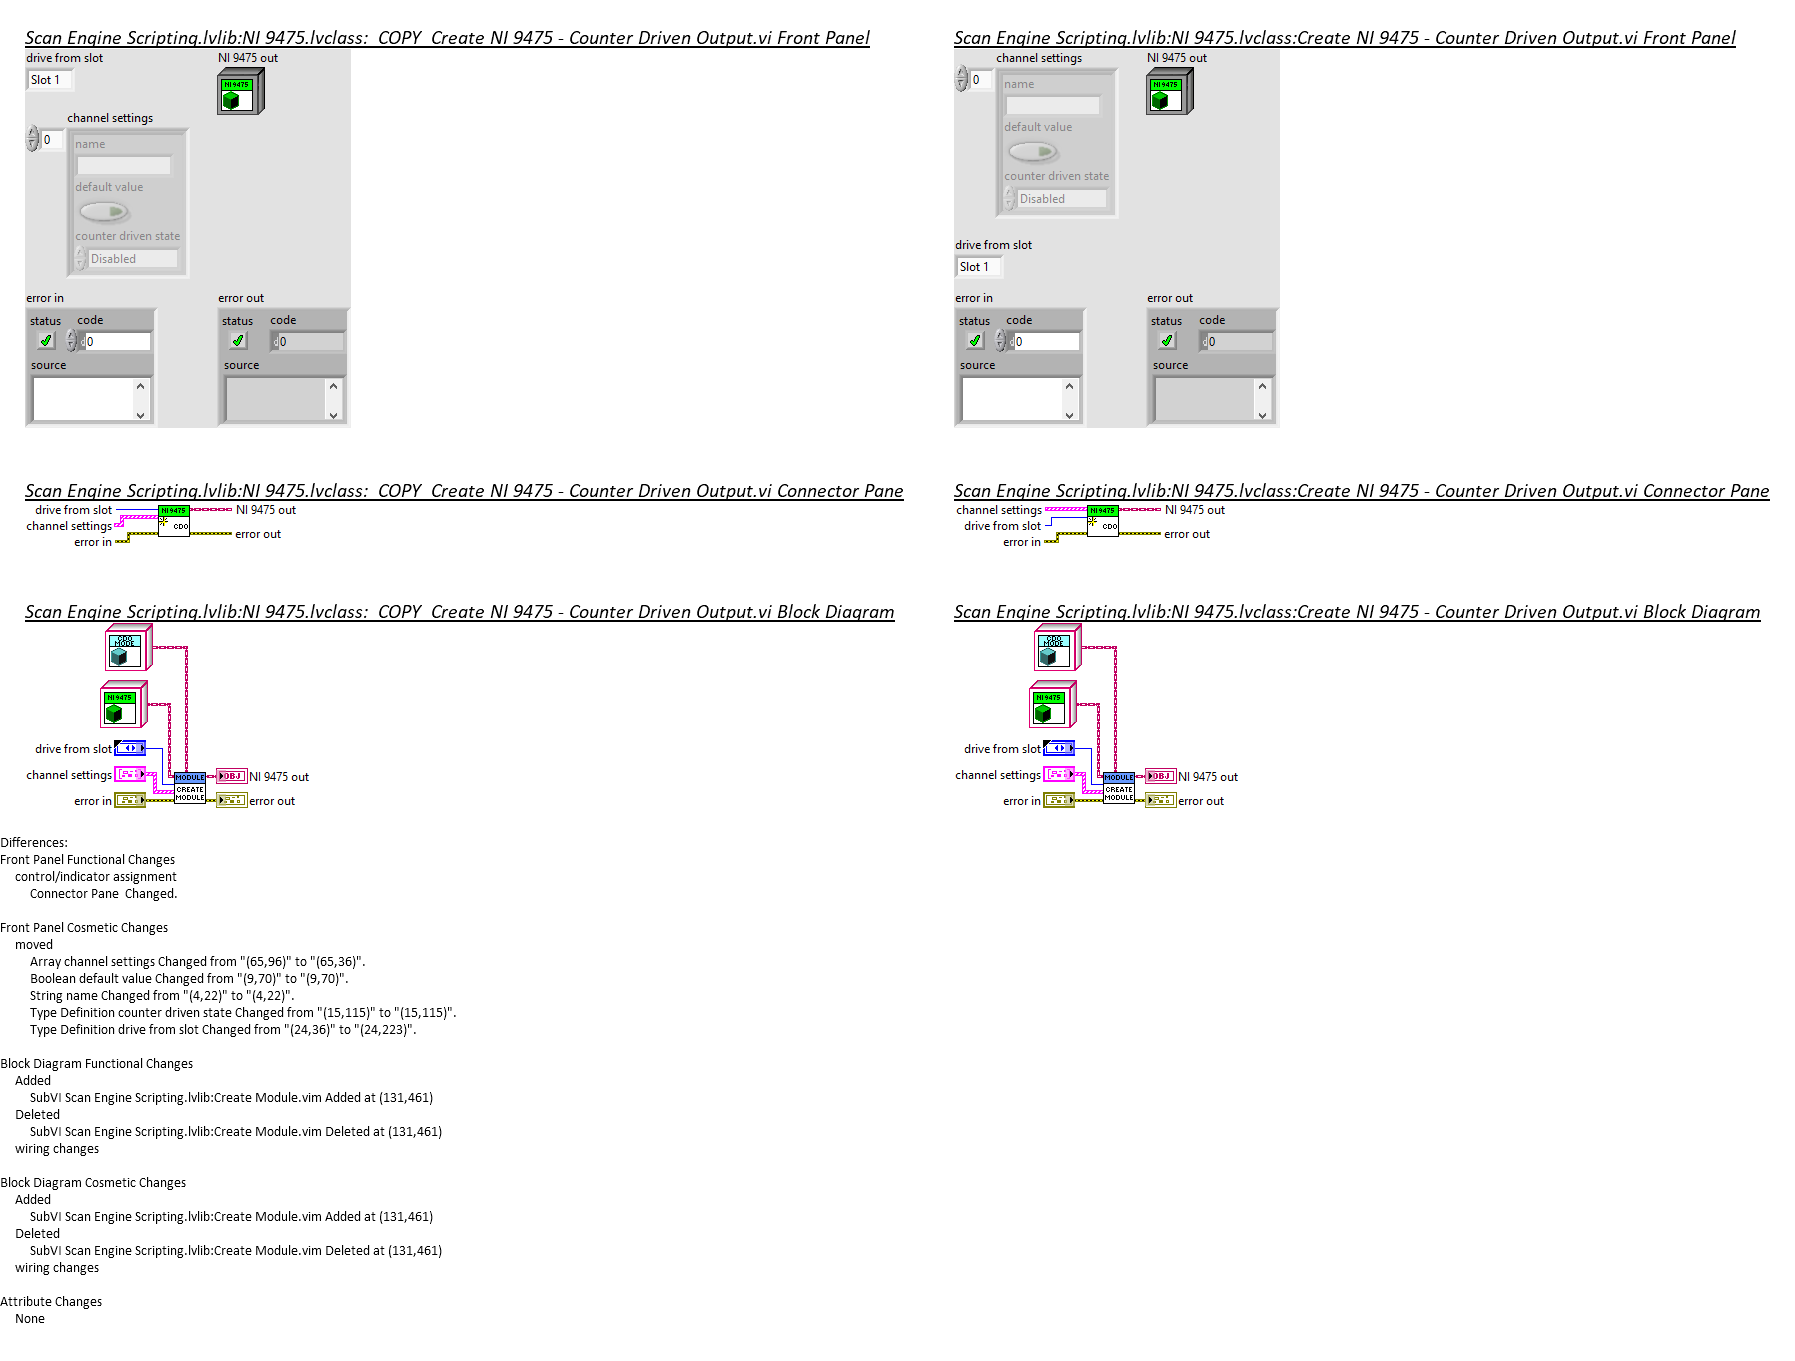 Scan Engine Scripting.lvlib:NI 9475.lvclass:  COPY  Create NI 9475 - Counter Driven Output.vi Front Panel
drive from slot
NI 9475 out
Slot 1
NI 9475
channel settings
0
name
default value
counter driven state
Disabled
error in
error out
status
code
status
code
d
0
d
0
source
source
Scan Engine Scripting.lvlib:NI 9475.lvclass:Create NI 9475 - Counter Driven Output.vi Front Panel
channel settings
NI 9475 out
0
name
NI 9475
default value
counter driven state
Disabled
drive from slot
Slot 1
error in
error out
status
code
status
code
d
0
d
0
source
source
Scan Engine Scripting.lvlib:NI 9475.lvclass:  COPY  Create NI 9475 - Counter Driven Output.vi Connector Pane
drive from slot
NI 9475
NI 9475 out
channel settings
CDO
error in
error out
Scan Engine Scripting.lvlib:NI 9475.lvclass:Create NI 9475 - Counter Driven Output.vi Connector Pane
channel settings
NI 9475
NI 9475 out
drive from slot
CDO
error in
error out
Scan Engine Scripting.lvlib:NI 9475.lvclass:  COPY  Create NI 9475 - Counter Driven Output.vi Block Diagram
CDO
MODE
NI 9475
drive from slot
channel settings
MODULE
OBJ
NI 9475 out
CREATE
MODULE
error in
error out
Scan Engine Scripting.lvlib:NI 9475.lvclass:Create NI 9475 - Counter Driven Output.vi Block Diagram
CDO
MODE
NI 9475
drive from slot
channel settings
MODULE
OBJ
NI 9475 out
CREATE
MODULE
error in
error out
Differences:
Front Panel Functional Changes
control/indicator assignment
Connector Pane  Changed.
Front Panel Cosmetic Changes
moved
Array channel settings Changed from "(65,96)" to "(65,36)".
Boolean default value Changed from "(9,70)" to "(9,70)".
String name Changed from "(4,22)" to "(4,22)".
Type Definition counter driven state Changed from "(15,115)" to "(15,115)".
Type Definition drive from slot Changed from "(24,36)" to "(24,223)".
Block Diagram Functional Changes
Added
SubVI Scan Engine Scripting.lvlib:Create Module.vim Added at (131,461)
Deleted
SubVI Scan Engine Scripting.lvlib:Create Module.vim Deleted at (131,461)
wiring changes
Block Diagram Cosmetic Changes
Added
SubVI Scan Engine Scripting.lvlib:Create Module.vim Added at (131,461)
Deleted
SubVI Scan Engine Scripting.lvlib:Create Module.vim Deleted at (131,461)
wiring changes
Attribute Changes
None